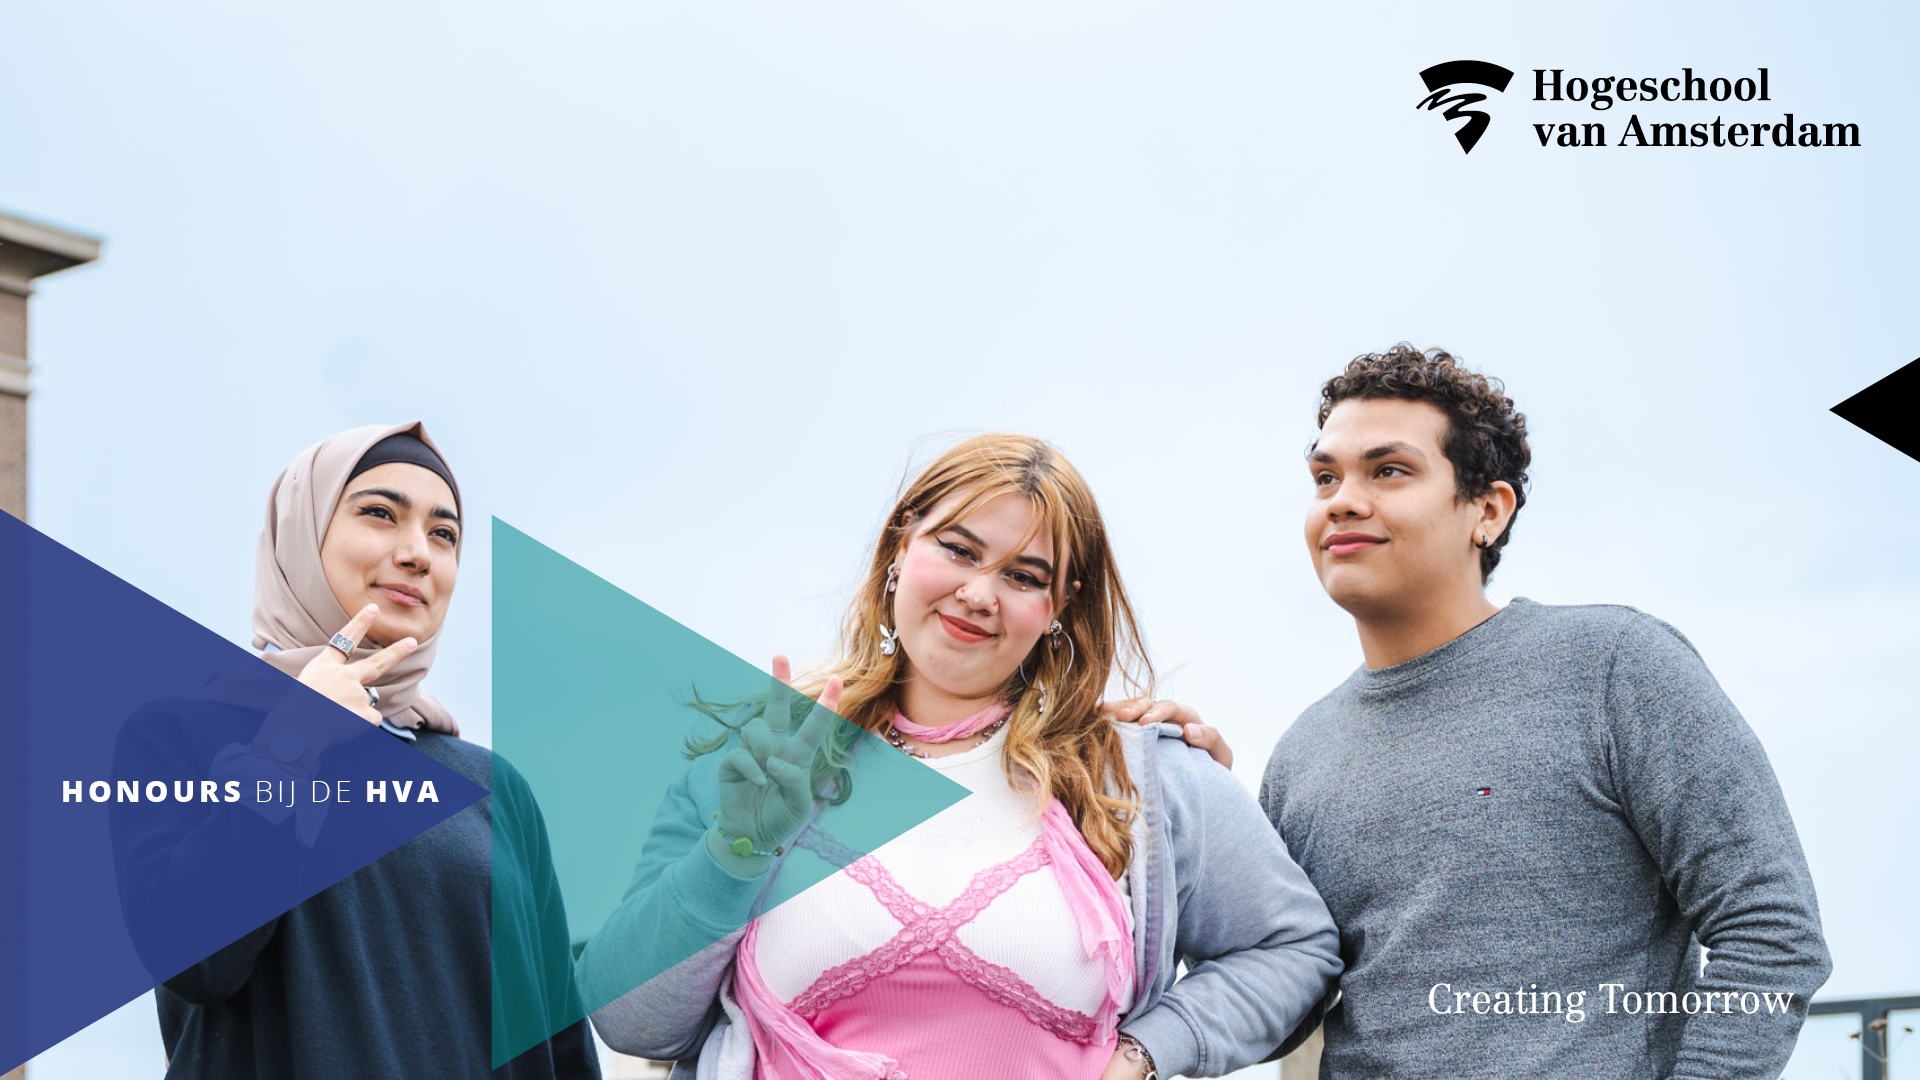 Hogeschool
van Amsterdam
HONOURS BIJ DE HVA
Creating Tomorrow